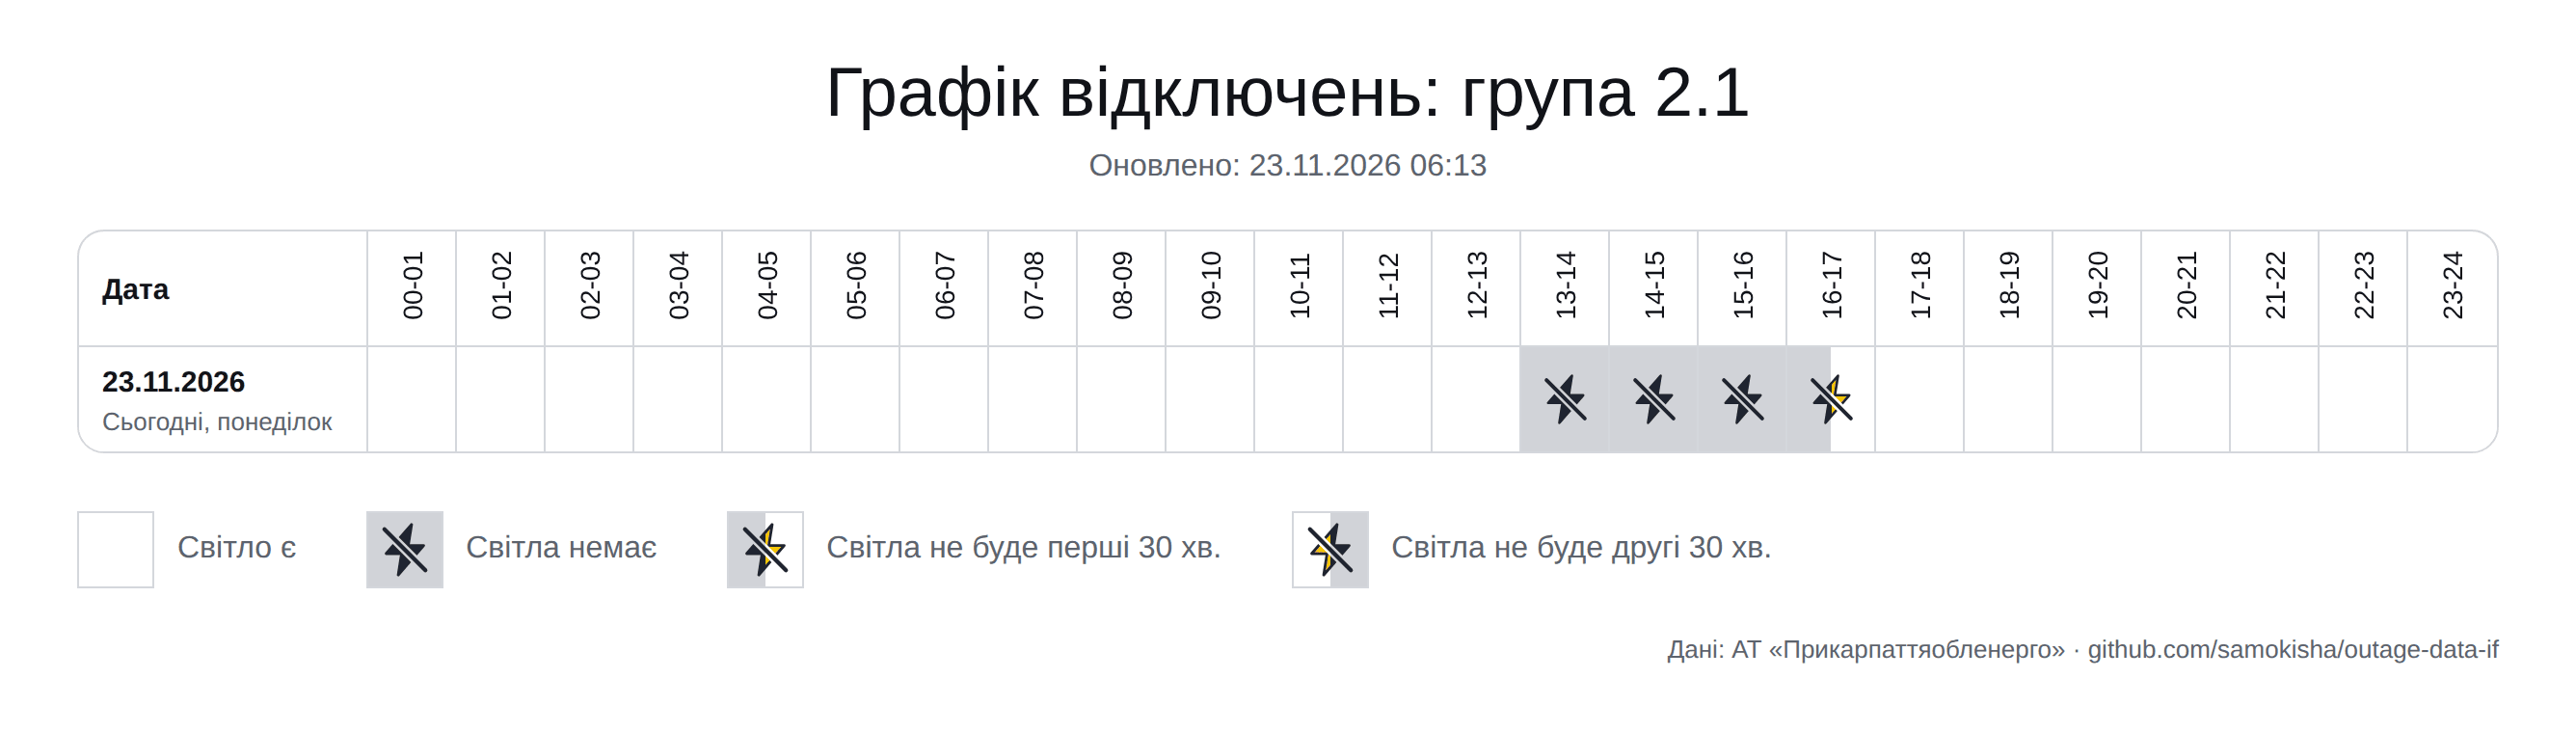 Графік відключень: група 2.1
Оновлено: 23.11.2026 06:13
Дата 00-01 01-02 02-03 03-04 04-05 05-06 06-07 07-08 08-09 09-10 10-11 11-12 12-13 13-14 14-15 15-16 16-17 17-18 18-19 19-20 20-21 21-22 22-23 23-24
23.11.2026
Сьогодні, понеділок
Світло є Світла немає Світла не буде перші 30 хв. Світла не буде другі 30 хв.
Дані: АТ «Прикарпаттяобленерго» · github.com/samokisha/outage-data-if